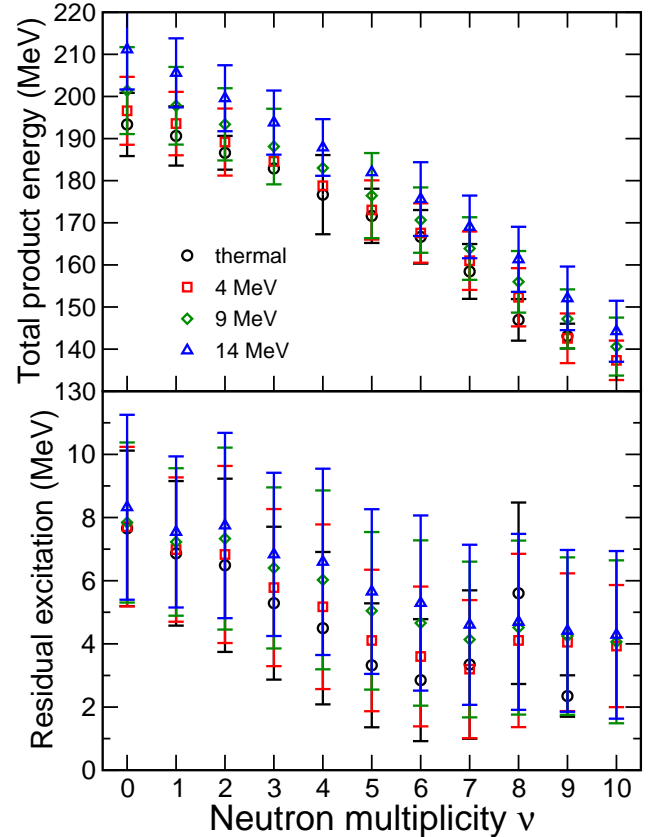 Total product energy (MeV)
220
210
200
190
180
170
160
150
140
130
thermal
4 MeV
9 MeV
14 MeV
Residual excitation (MeV)
10
8
6
4
2
0
0 1 2 3 4 5 6 7 8 9 10
Neutron multiplicity ν